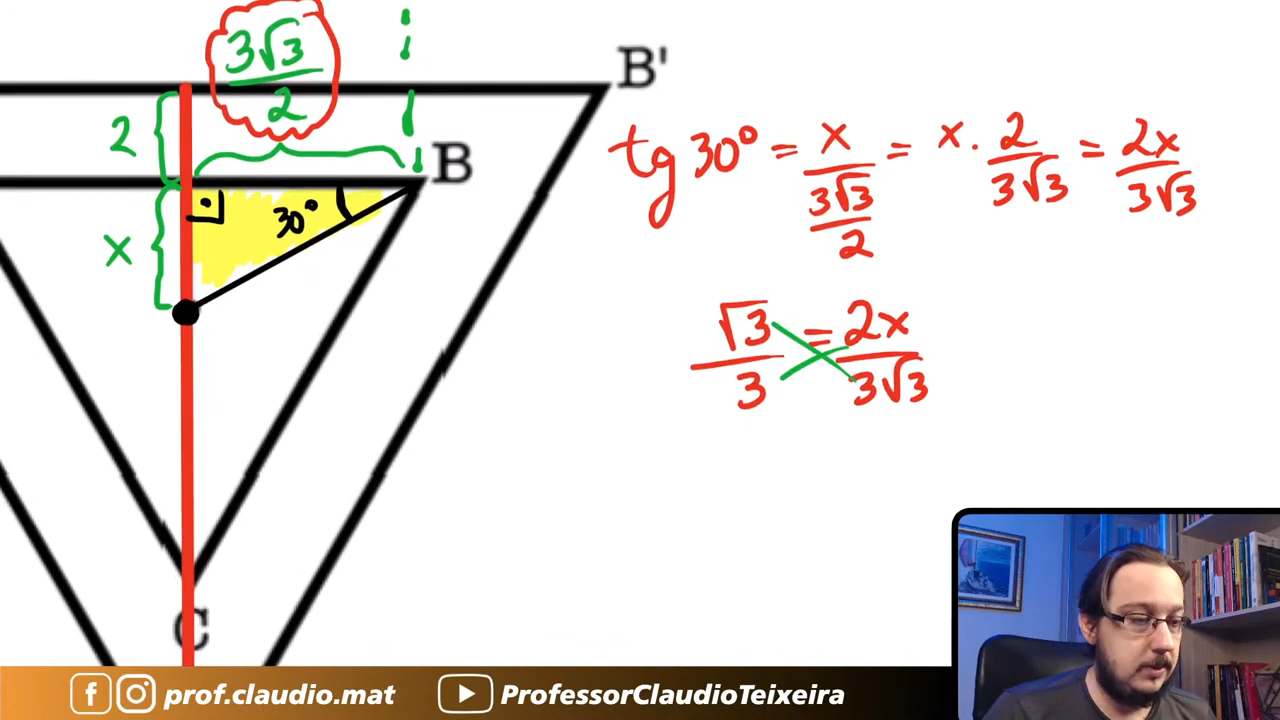 3√3/2
B'
2
B
30°
x
C
tg 30° = x/(3√3/2) = x · 2/(3√3) = 2x/(3√3)
√3/3 = 2x/(3√3)
prof.claudio.mat
ProfessorClaudioTeixeira